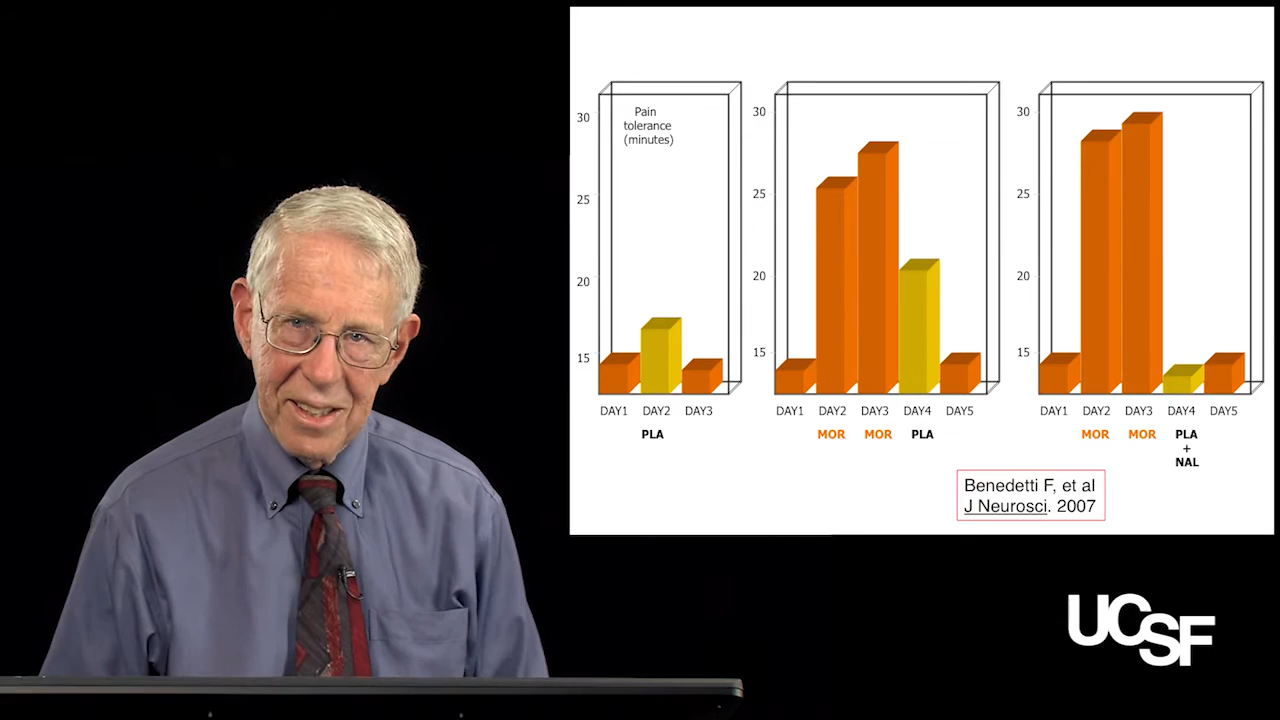 Pain
tolerance
(minutes)
30
25
20
15
DAY1 DAY2 DAY3
PLA
30
25
20
15
DAY1 DAY2 DAY3 DAY4 DAY5
MOR MOR PLA
30
25
20
15
DAY1 DAY2 DAY3 DAY4 DAY5
MOR MOR PLA
+
NAL
Benedetti F, et al
J Neurosci. 2007
UCSF